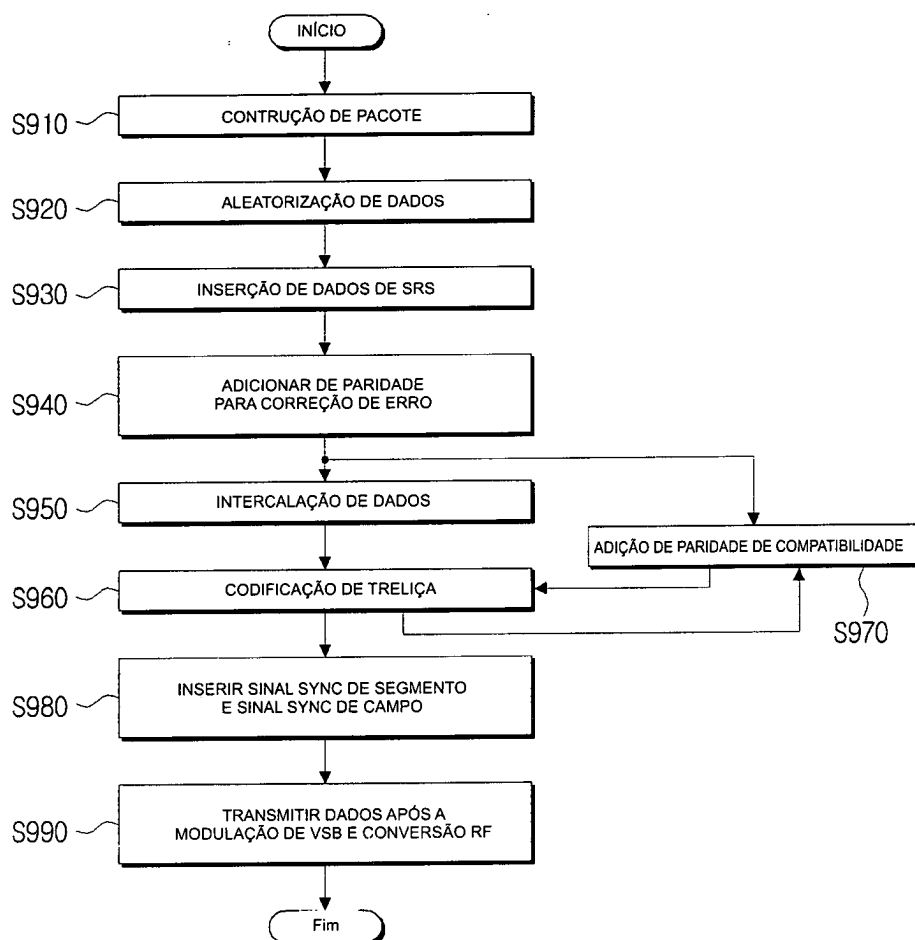 INÍCIO
S910
CONTRUÇÃO DE PACOTE
S920
ALEATORIZAÇÃO DE DADOS
S930
INSERÇÃO DE DADOS DE SRS
S940
ADICIONAR DE PARIDADE
PARA CORREÇÃO DE ERRO
S950
INTERCALAÇÃO DE DADOS
ADIÇÃO DE PARIDADE DE COMPATIBILIDADE
S960
CODIFICAÇÃO DE TRELIÇA
S970
S980
INSERIR SINAL SYNC DE SEGMENTO
E SINAL SYNC DE CAMPO
S990
TRANSMITIR DADOS APÓS A
MODULAÇÃO DE VSB E CONVERSÃO RF
Fim